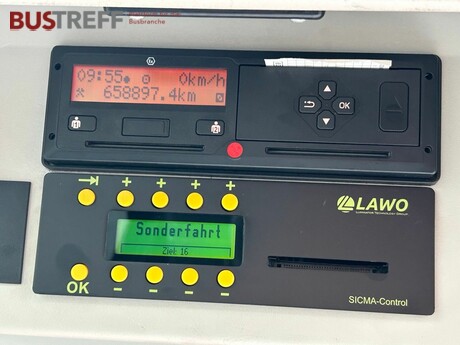 BUSTREFF
Busbranche
09:55 0km/h
658897.4km
OK
LAWO
Sonderfahrt
Ziel: 16
OK
SICMA-Control